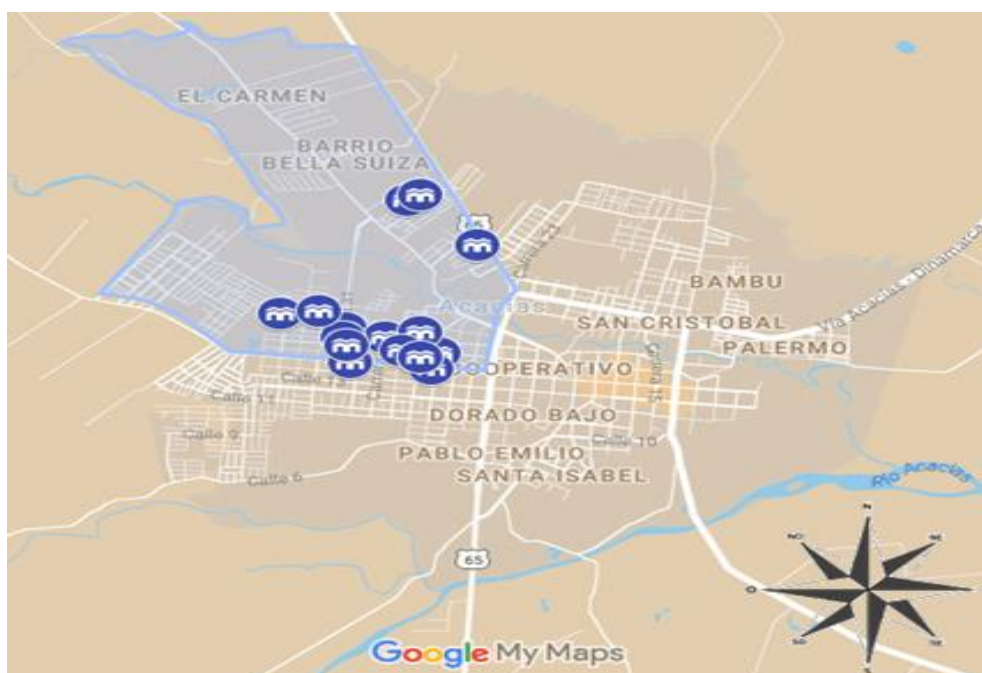 EL CARMEN
BARRIO
BELLA SUIZA
65
Carrera 23
Acacías
BAMBU
Vía Acacías - Dinamarca
SAN CRISTOBAL
PALERMO
COOPERATIVO
Carrera 15
Calle 13
Calle 11
DORADO BAJO
Calle 9
Calle 10
PABLO EMILIO
SANTA ISABEL
Calle 6
Río Acacías
65
N
NO
NE
O
SO
SE
S
Google My Maps